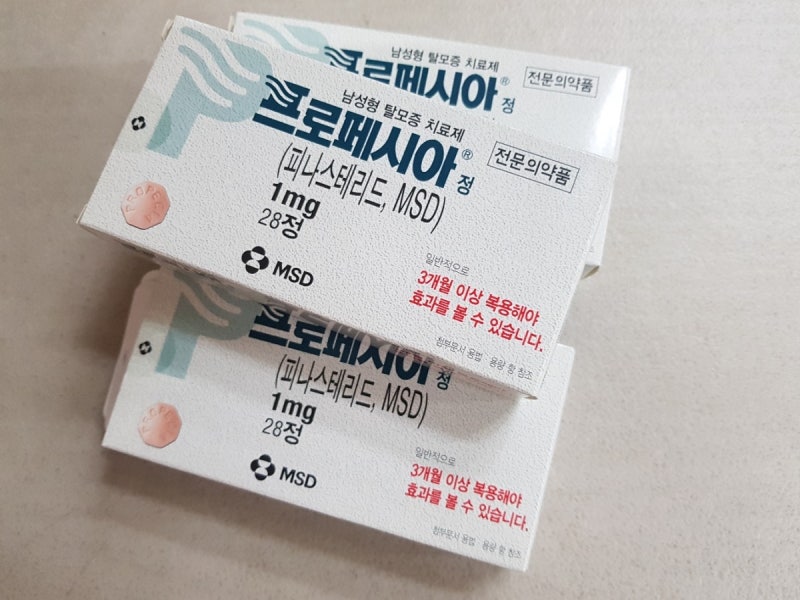 남성형 탈모증 치료제
프로페시아® 정
전문의약품
남성형 탈모증 치료제
프로페시아® 정
전문의약품
(피나스테리드, MSD)
1mg
28정
PROPECIA
MSD
일반적으로
3개월 이상 복용해야
효과를 볼 수 있습니다.
첨부문서 용법 용량 항 참조
프로페시아 정
(피나스테리드, MSD)
1mg
28정
MSD
일반적으로
3개월 이상 복용해야
효과를 볼 수 있습니다.
첨부문서 용법 용량 항 참조